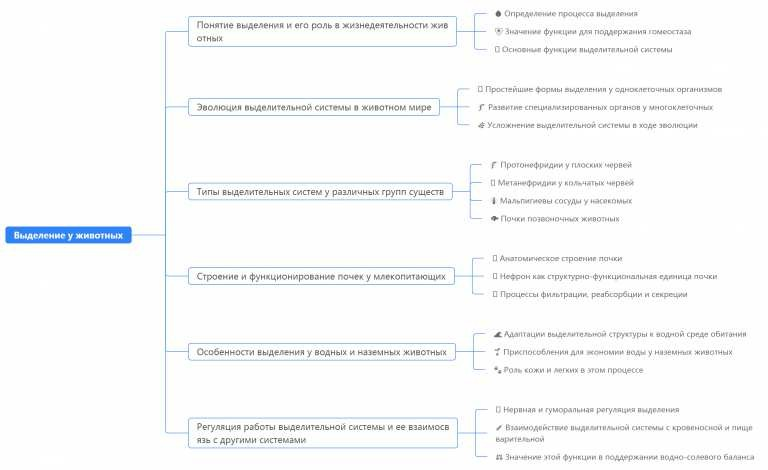 Выделение у животных
Понятие выделения и его роль в жизнедеятельности жив
отных
Определение процесса выделения
Значение функции для поддержания гомеостаза
Основные функции выделительной системы
Эволюция выделительной системы в животном мире
Простейшие формы выделения у одноклеточных организмов
Развитие специализированных органов у многоклеточных
Усложнение выделительной системы в ходе эволюции
Типы выделительных систем у различных групп существ
Протонефридии у плоских червей
Метанефридии у кольчатых червей
Мальпигиевы сосуды у насекомых
Почки позвоночных животных
Строение и функционирование почек у млекопитающих
Анатомическое строение почки
Нефрон как структурно-функциональная единица почки
Процессы фильтрации, реабсорбции и секреции
Особенности выделения у водных и наземных животных
Адаптации выделительной структуры к водной среде обитания
Приспособления для экономии воды у наземных животных
Роль кожи и легких в этом процессе
Регуляция работы выделительной системы и ее взаимосв
язь с другими системами
Нервная и гуморальная регуляция выделения
Взаимодействие выделительной системы с кровеносной и пище
варительной
Значение этой функции в поддержании водно-солевого баланса